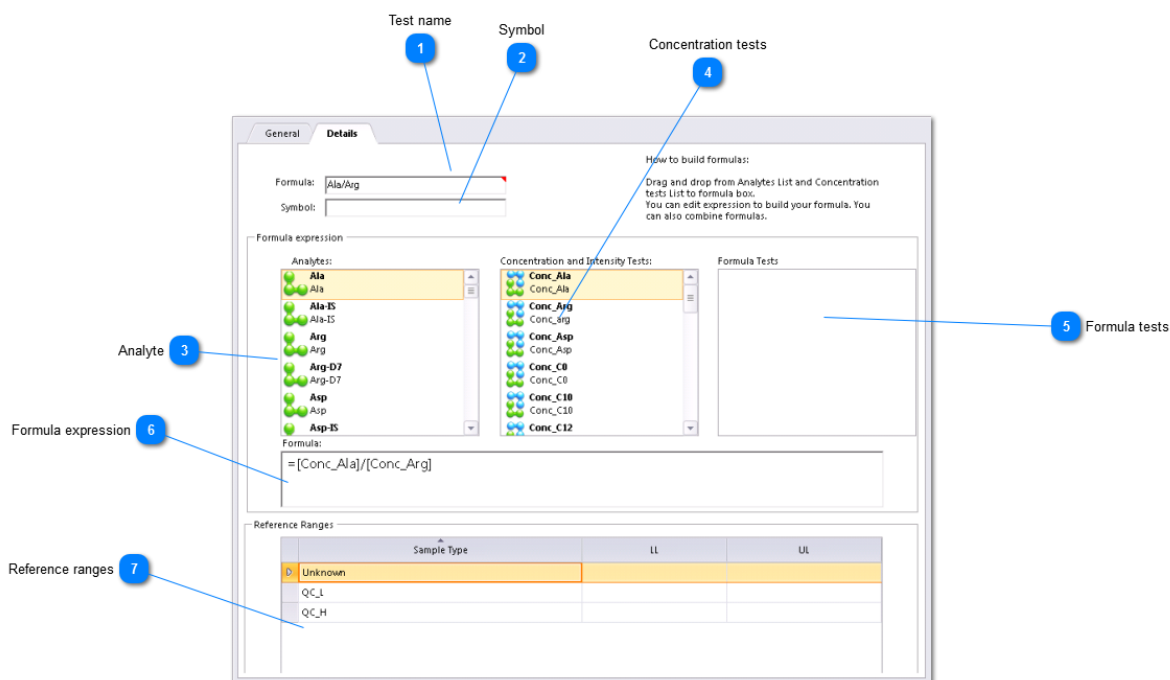 Test name
1
Symbol
2
Concentration tests
4
General
Details
How to build formulas:
Formula:
Ala/Arg
Drag and drop from Analytes List and Concentration
tests List to formula box.
You can edit expression to build your formula. You
can also combine formulas.
Symbol:
Formula expression
Analytes:
Ala
Ala
Ala-IS
Ala-IS
Arg
Arg
Arg-D7
Arg-D7
Asp
Asp
Asp-IS
Concentration and Intensity Tests:
Conc_Ala
Conc_Ala
Conc_Arg
Conc_arg
Conc_Asp
Conc_Asp
Conc_C0
Conc_C0
Conc_C10
Conc_C10
Conc_C12
Formula Tests
5 Formula tests
Analyte 3
Formula expression 6
Formula:
=[Conc_Ala]/[Conc_Arg]
Reference Ranges
Sample Type LL UL
Unknown
QC_L
QC_H
Reference ranges 7